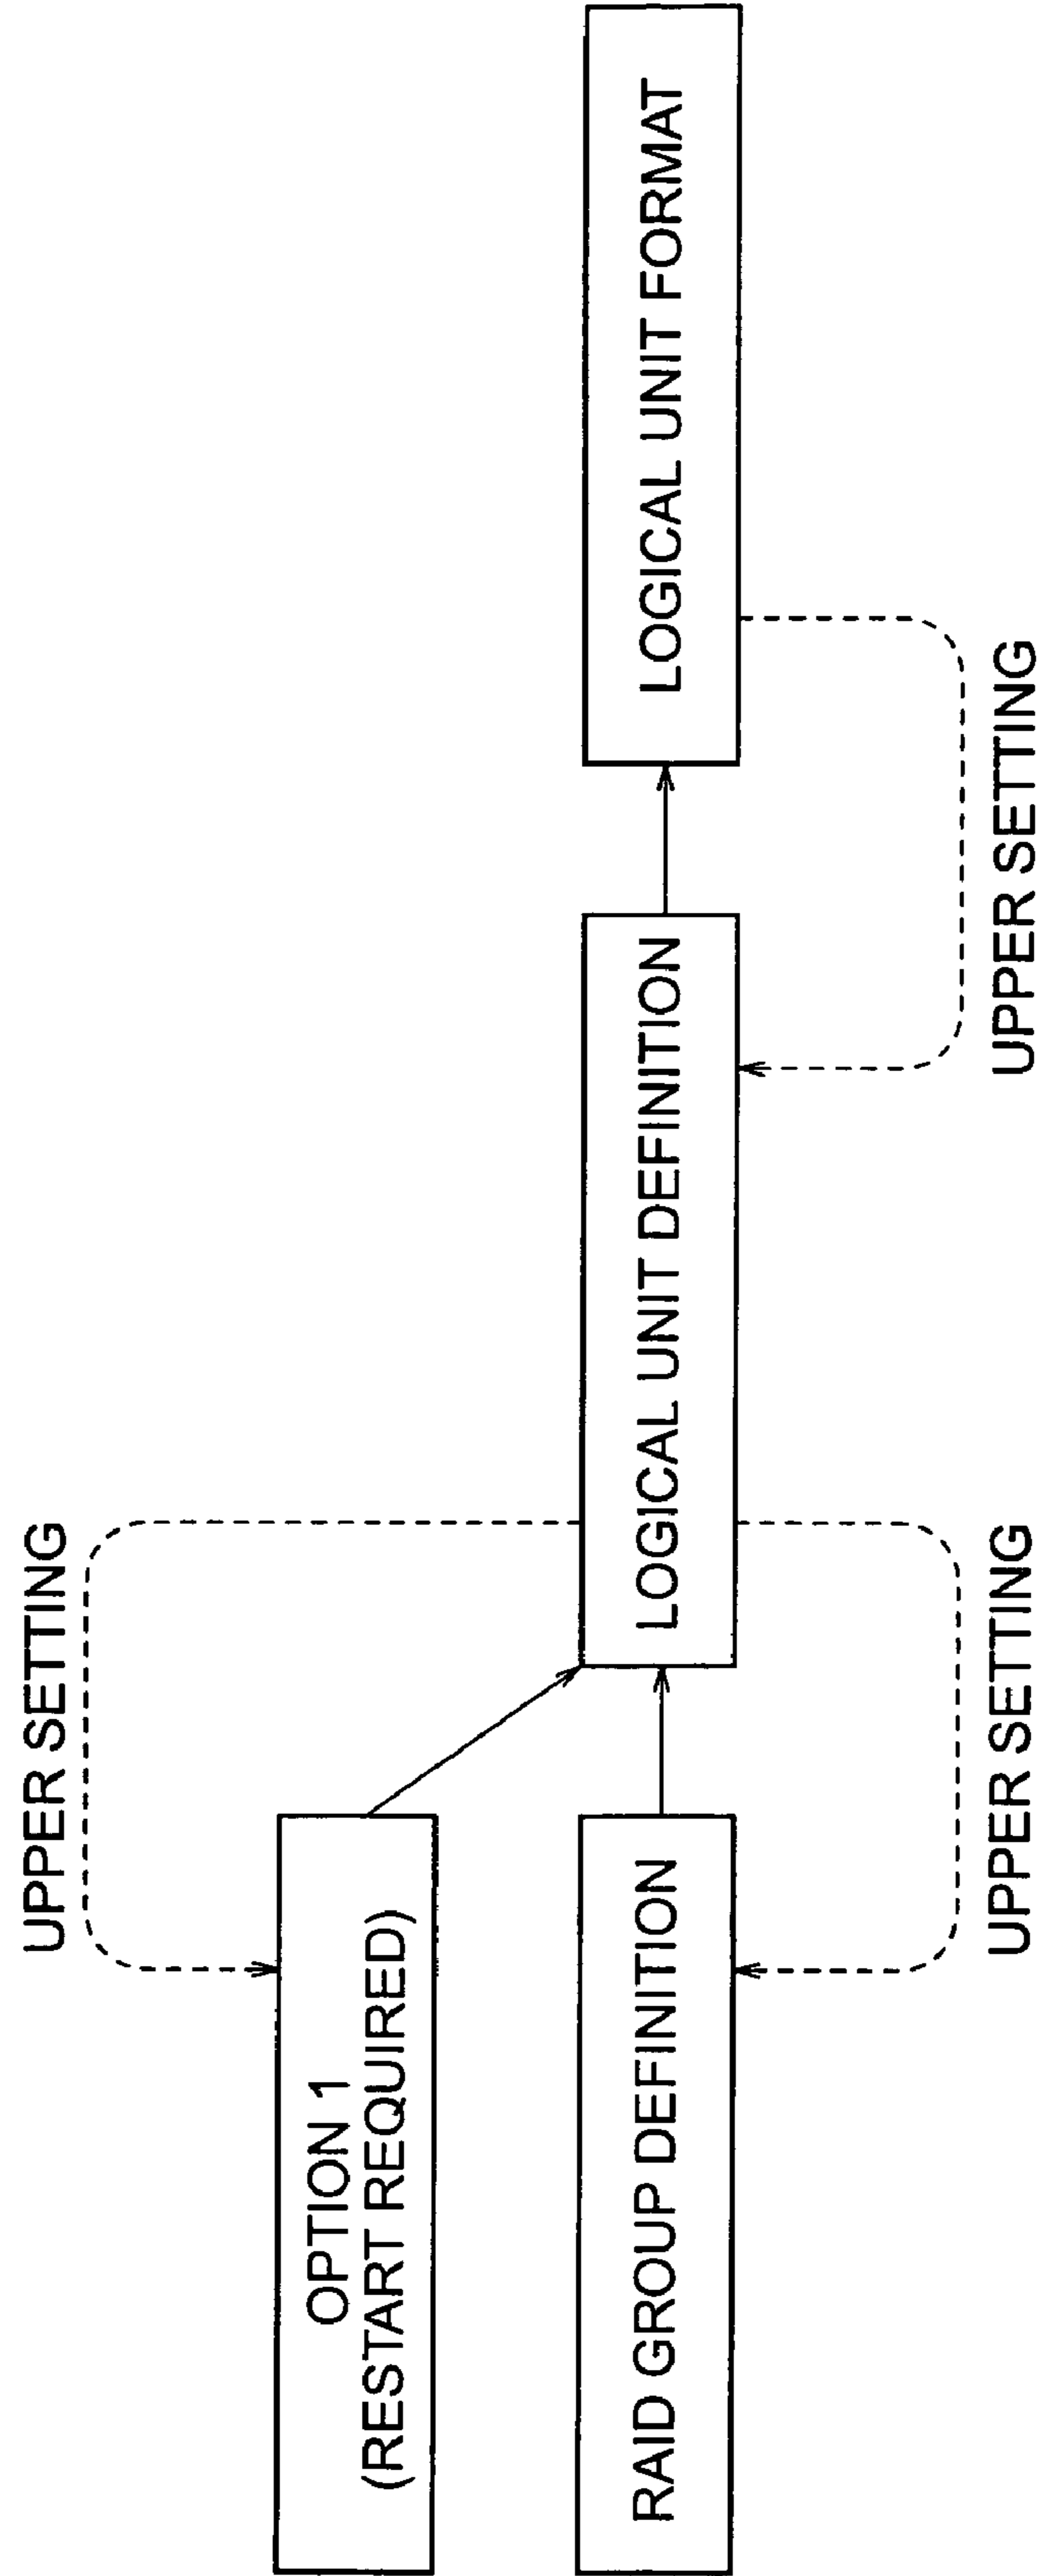 UPPER SETTING
OPTION 1
(RESTART REQUIRED)
RAID GROUP DEFINITION
LOGICAL UNIT DEFINITION
LOGICAL UNIT FORMAT
UPPER SETTING
UPPER SETTING